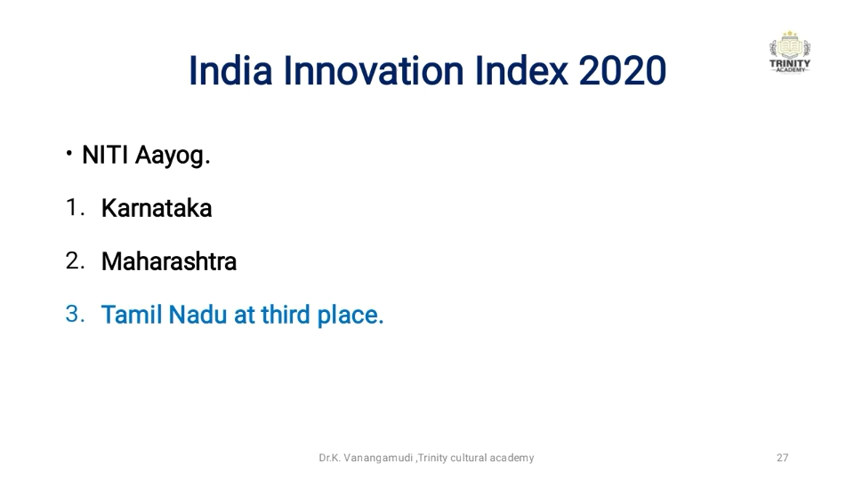 TRINITY
ACADEMY
India Innovation Index 2020
• NITI Aayog.
1. Karnataka
2. Maharashtra
3. Tamil Nadu at third place.
Dr.K. Vanangamudi ,Trinity cultural academy
27